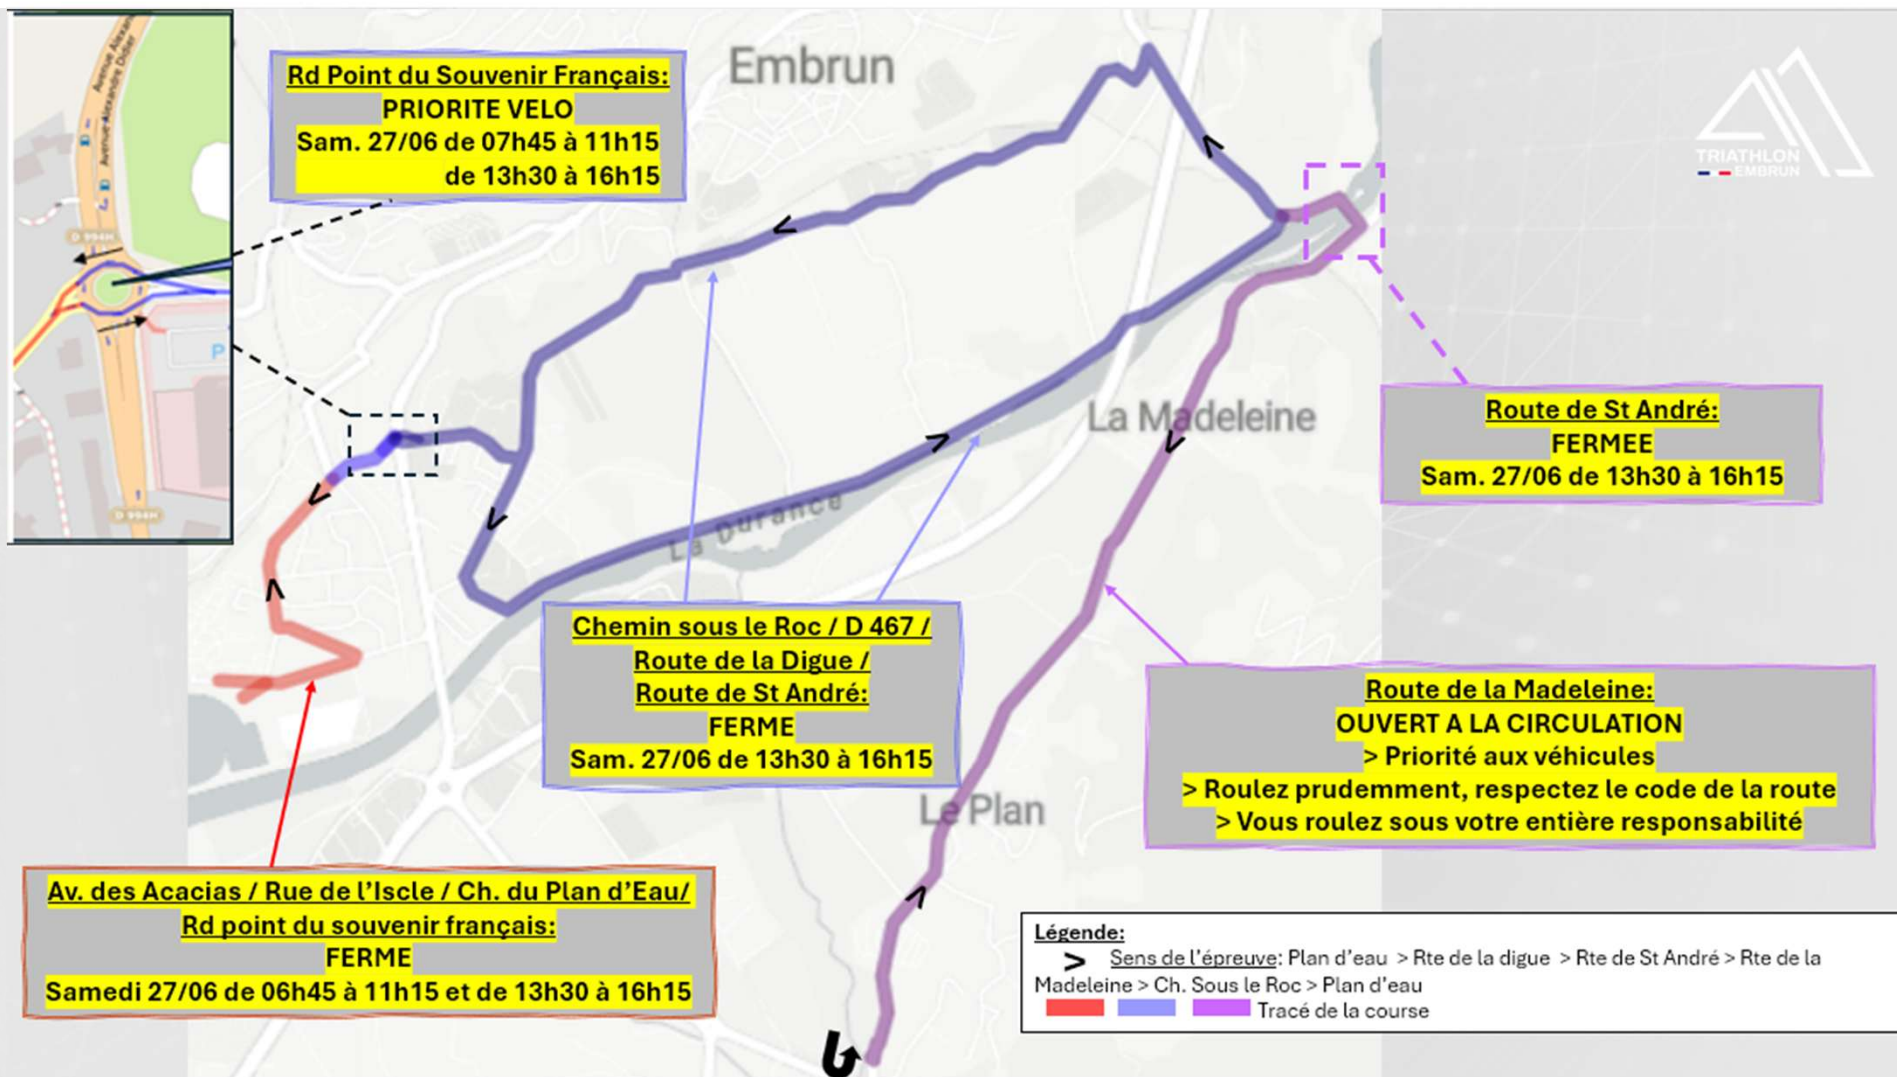 Embrun
Rd Point du Souvenir Français:
PRIORITE VELO
Sam. 27/06 de 07h45 à 11h15
de 13h30 à 16h15
Avenue Alexandre Didier
D 994H
P
D 994H
TRIATHLON
EMBRUN
La Madeleine
Route de St André:
FERMEE
Sam. 27/06 de 13h30 à 16h15
La Durance
Chemin sous le Roc / D 467 /
Route de la Digue /
Route de St André:
FERME
Sam. 27/06 de 13h30 à 16h15
Route de la Madeleine:
OUVERT A LA CIRCULATION
> Priorité aux véhicules
> Roulez prudemment, respectez le code de la route
> Vous roulez sous votre entière responsabilité
Le Plan
Av. des Acacias / Rue de l'Iscle / Ch. du Plan d'Eau/
Rd point du souvenir français:
FERME
Samedi 27/06 de 06h45 à 11h15 et de 13h30 à 16h15
Légende:
> Sens de l'épreuve: Plan d'eau > Rte de la digue > Rte de St André > Rte de la
Madeleine > Ch. Sous le Roc > Plan d'eau
Tracé de la course